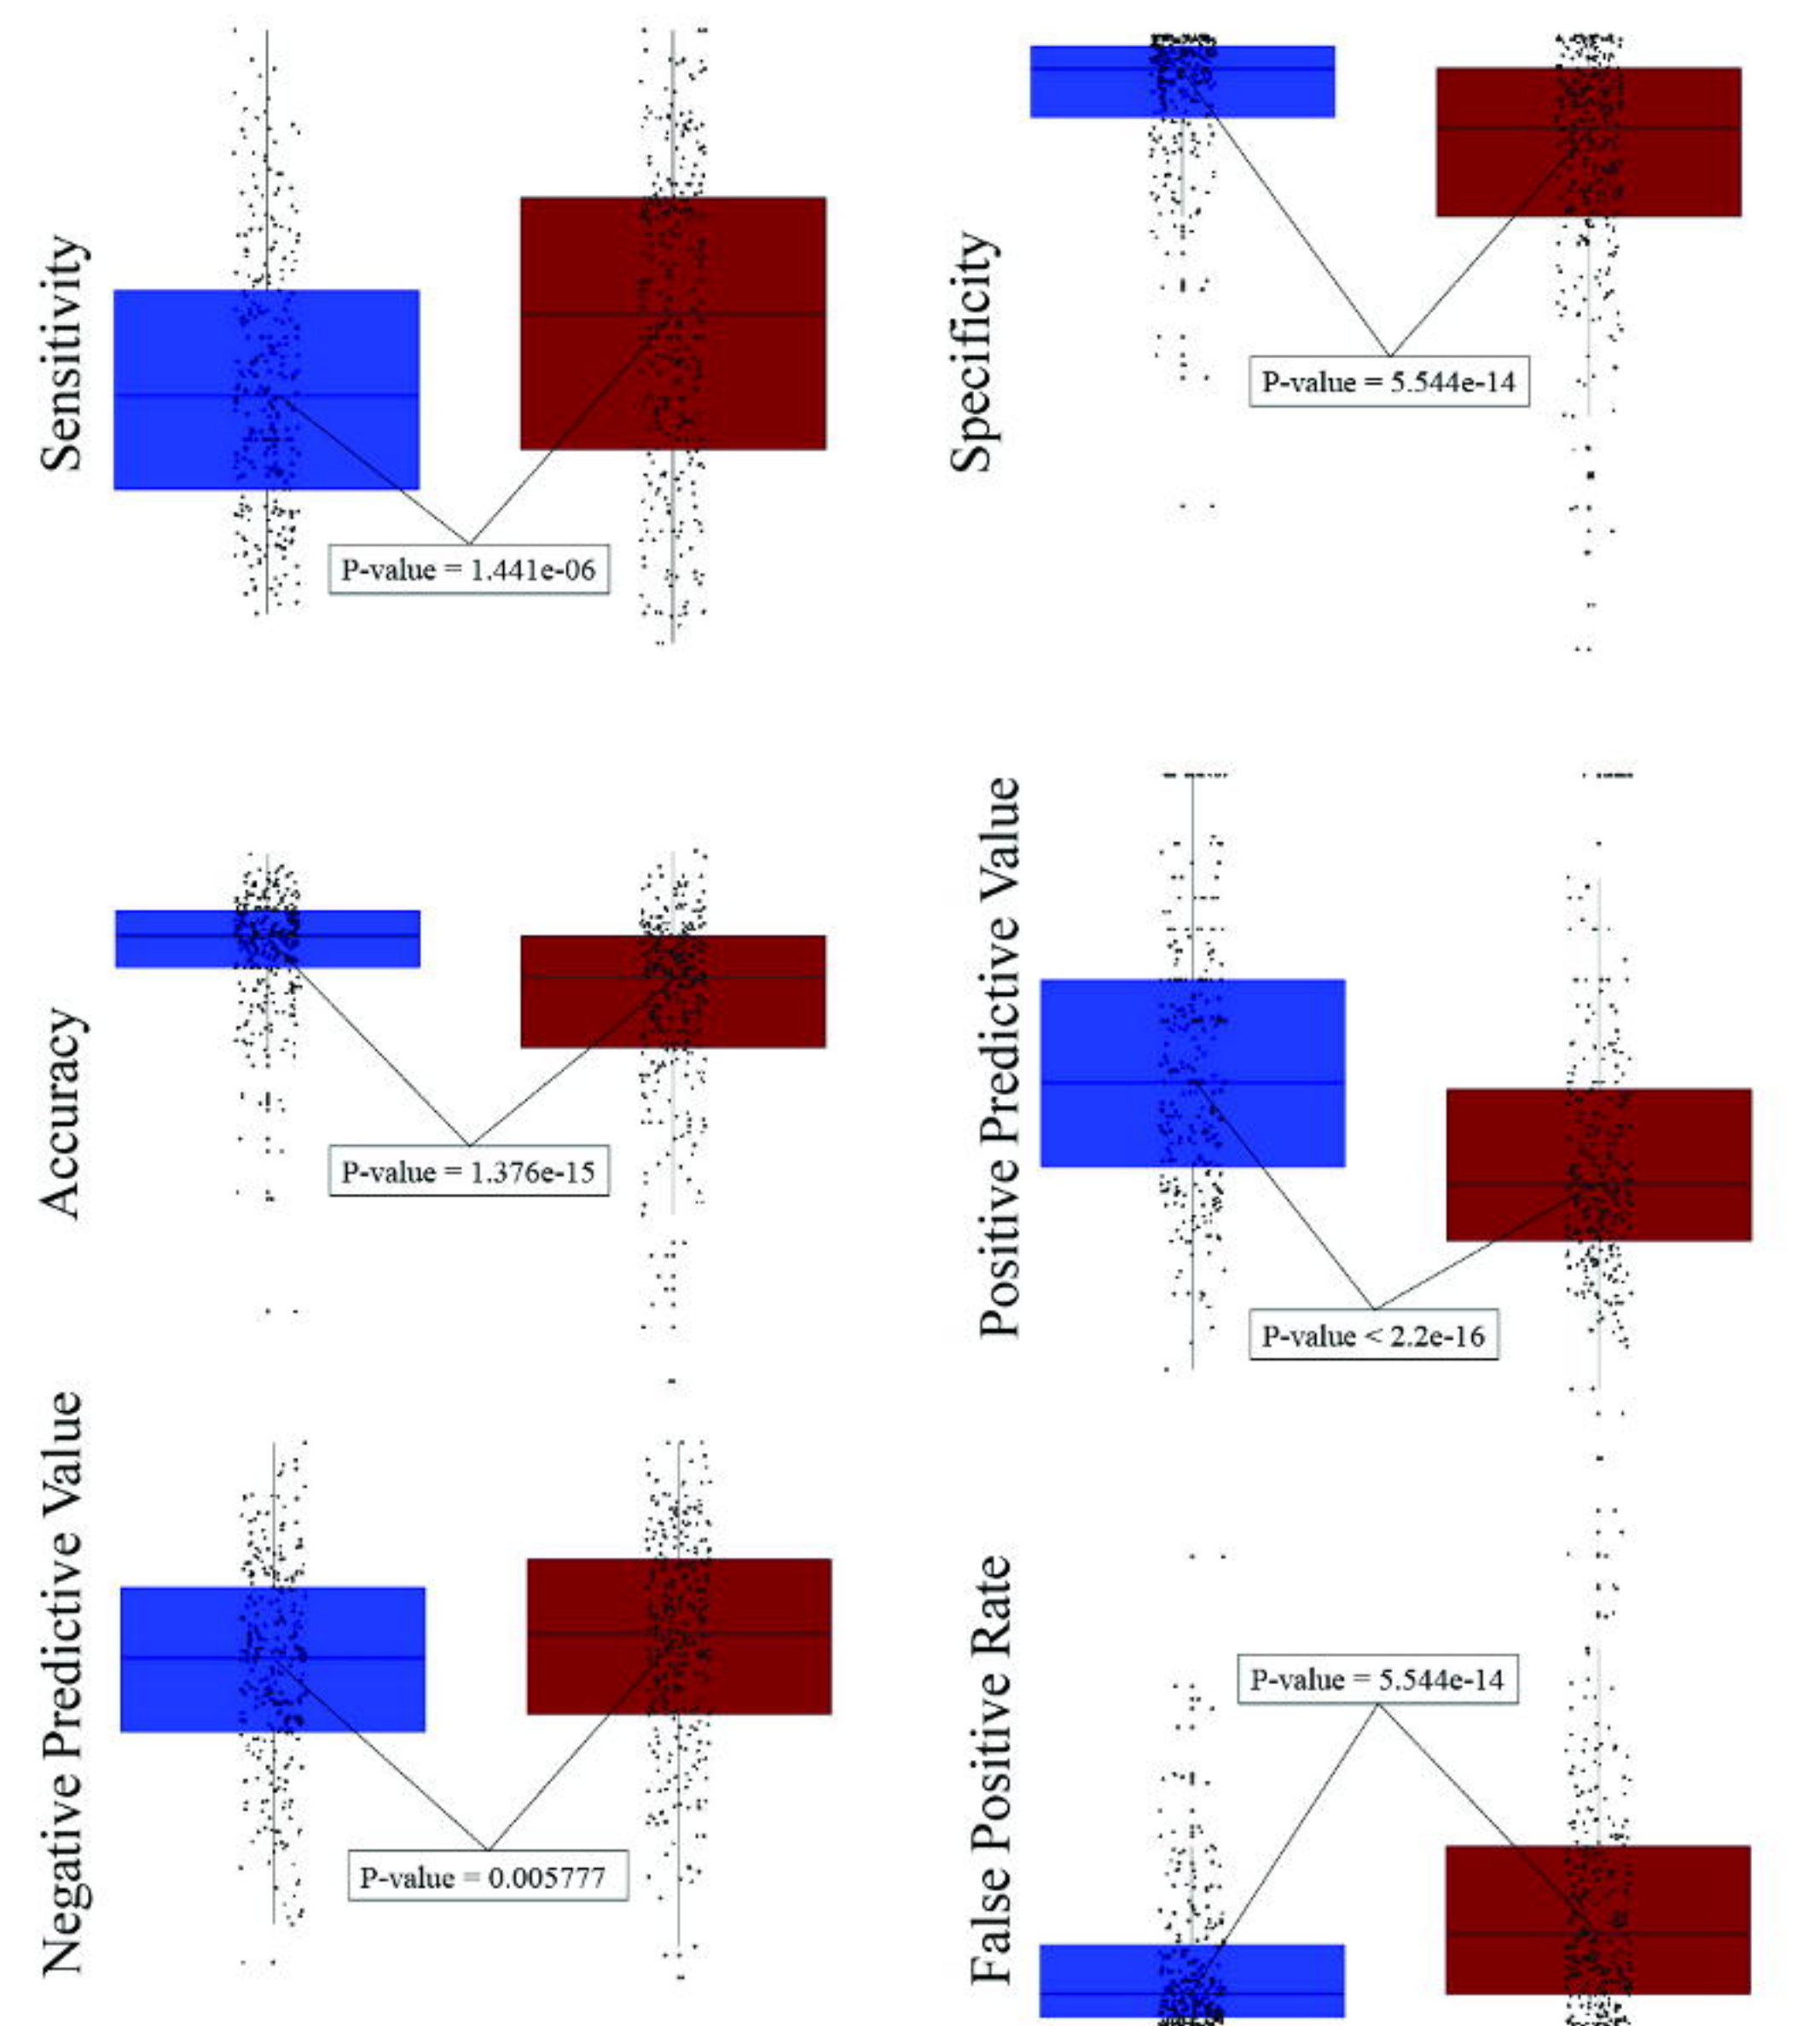 Sensitivity
P-value = 1.441e-06
Specificity
P-value = 5.544e-14
Accuracy
P-value = 1.376e-15
Positive Predictive Value
P-value < 2.2e-16
Negative Predictive Value
P-value = 0.005777
False Positive Rate
P-value = 5.544e-14